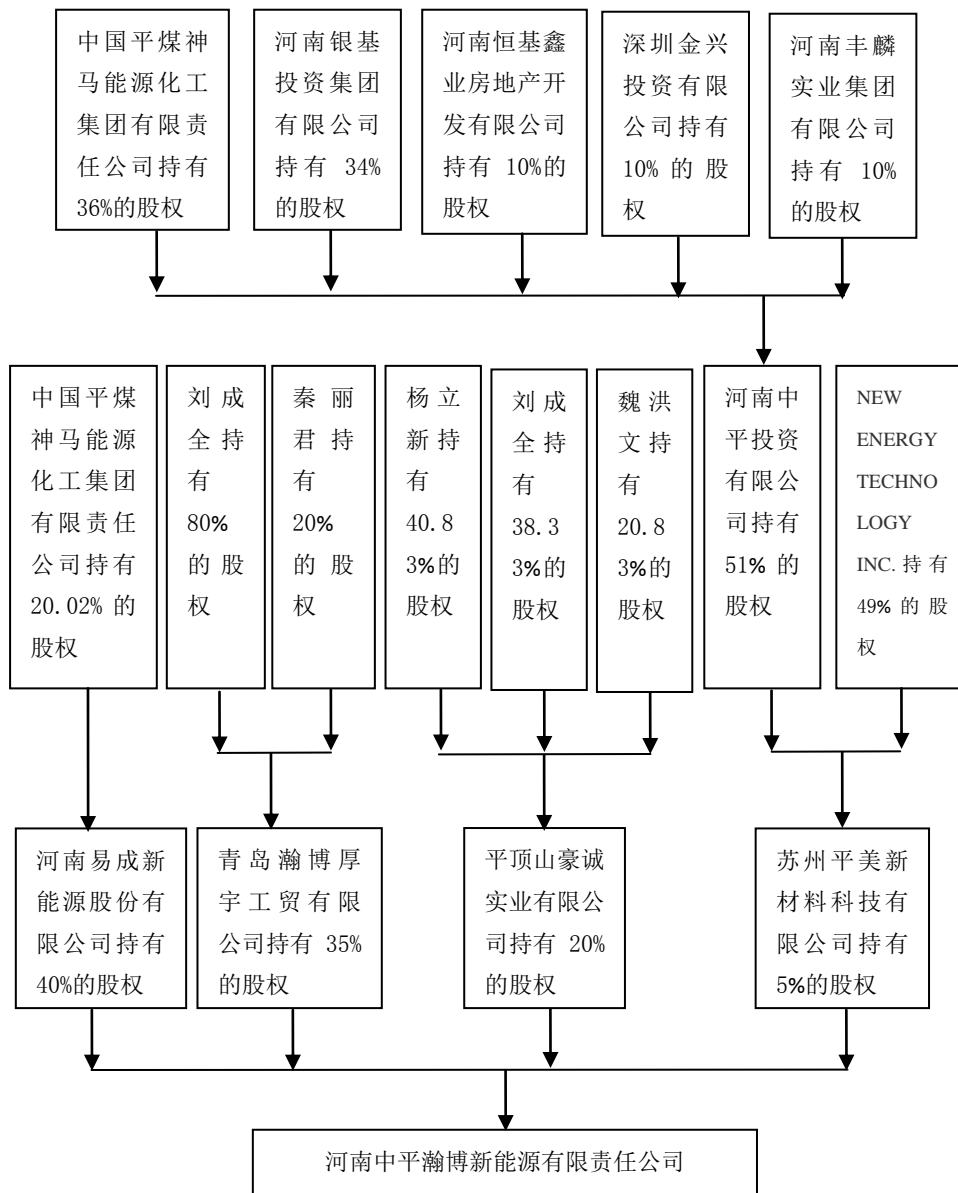 中国平煤神
马能源化工
集团有限责
任公司持有
36%的股权
河南银基
投资集团
有限公司
持有 34%
的股权
河南恒基鑫
业房地产开
发有限公司
持有 10%的
股权
深圳金兴
投资有限
公司持有
10% 的 股
权
河南丰麟
实业集团
有限公司
持有 10%
的股权
中国平煤
神马能源
化工集团
有限责任
公司持有
20.02% 的
股权
刘 成
全 持
有
80%
的 股
权
秦 丽
君 持
有
20%
的 股
权
杨 立
新 持
有
40.8
3%的
股权
刘 成
全 持
有
38.3
3%的
股权
魏 洪
文 持
有
20.8
3%的
股权
河南中
平投资
有限公
司持有
51% 的
股权
NEW
ENERGY
TECHNO
LOGY
INC. 持 有
49% 的 股
权
河南易成新
能源股份有
限公司持有
40%的股权
青岛瀚博厚
宇工贸有限
公司持有 35%
的股权
平顶山豪诚
实业有限公
司持有 20%
的股权
苏州平美新
材料科技有
限公司持有
5%的股权
河南中平瀚博新能源有限责任公司